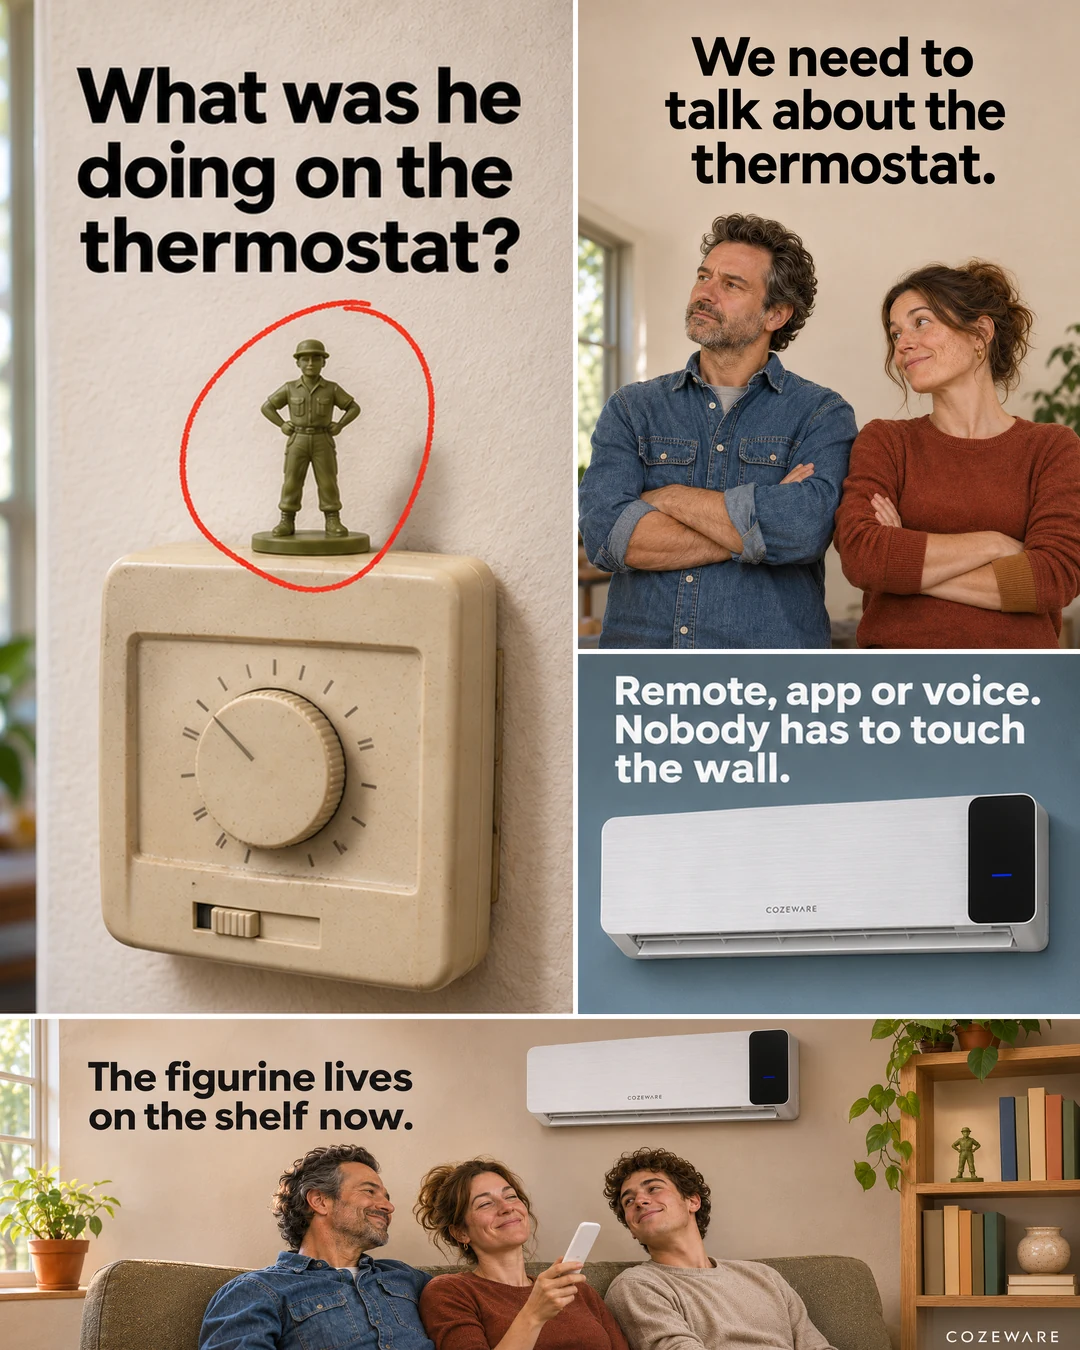 What was he
doing on the
thermostat?
We need to
talk about the
thermostat.
Remote, app or voice.
Nobody has to touch
the wall.
COZEWARE
The figurine lives
on the shelf now.
COZEWARE
COZEWARE